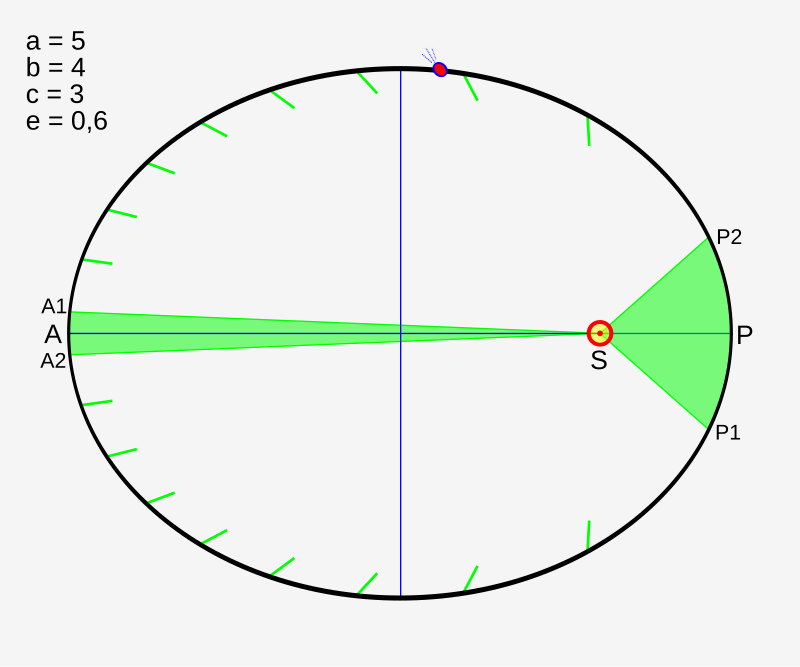 a = 5
b = 4
c = 3
e = 0,6
P2
A1
A
P
A2
S
P1